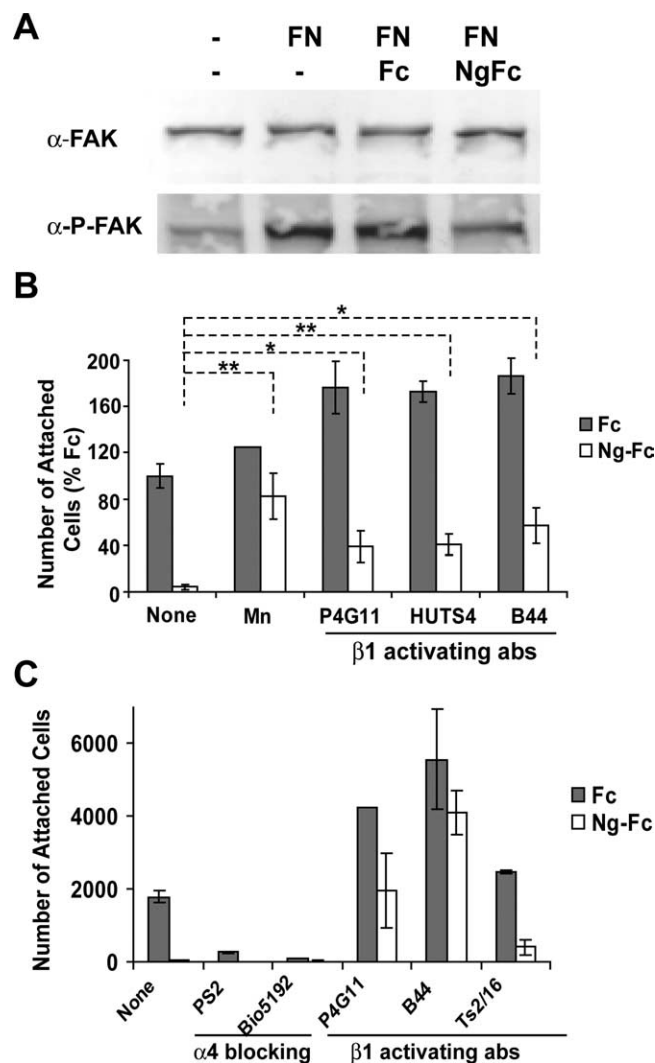 A
- FN FN FN
- - Fc NgFc
α-FAK
α-P-FAK
B
*
**
*
**
Number of Attached
Cells (% Fc)
200
160
120
80
40
0
Fc
Ng-Fc
None Mn P4G11 HUTS4 B44
β1 activating abs
C
Number of Attached Cells
6000
4000
2000
0
Fc
Ng-Fc
None PS2 Bio5192 P4G11 B44 Ts2/16
α4 blocking β1 activating abs